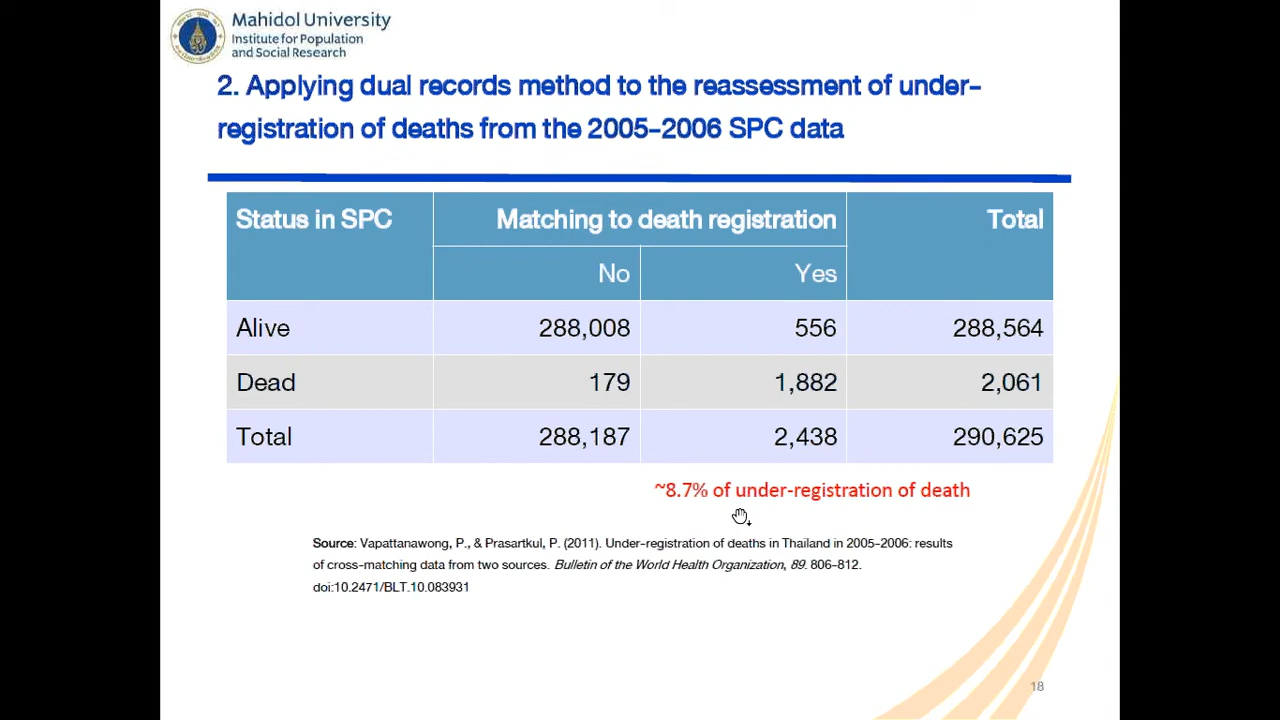 Mahidol University
Institute for Population
and Social Research
2. Applying dual records method to the reassessment of under-
registration of deaths from the 2005-2006 SPC data
Status in SPC Matching to death registration Total
No Yes
Alive 288,008 556 288,564
Dead 179 1,882 2,061
Total 288,187 2,438 290,625
~8.7% of under-registration of death
Source: Vapattanawong, P., & Prasartkul, P. (2011). Under-registration of deaths in Thailand in 2005-2006: results
of cross-matching data from two sources. Bulletin of the World Health Organization, 89. 806-812.
doi:10.2471/BLT.10.083931
18